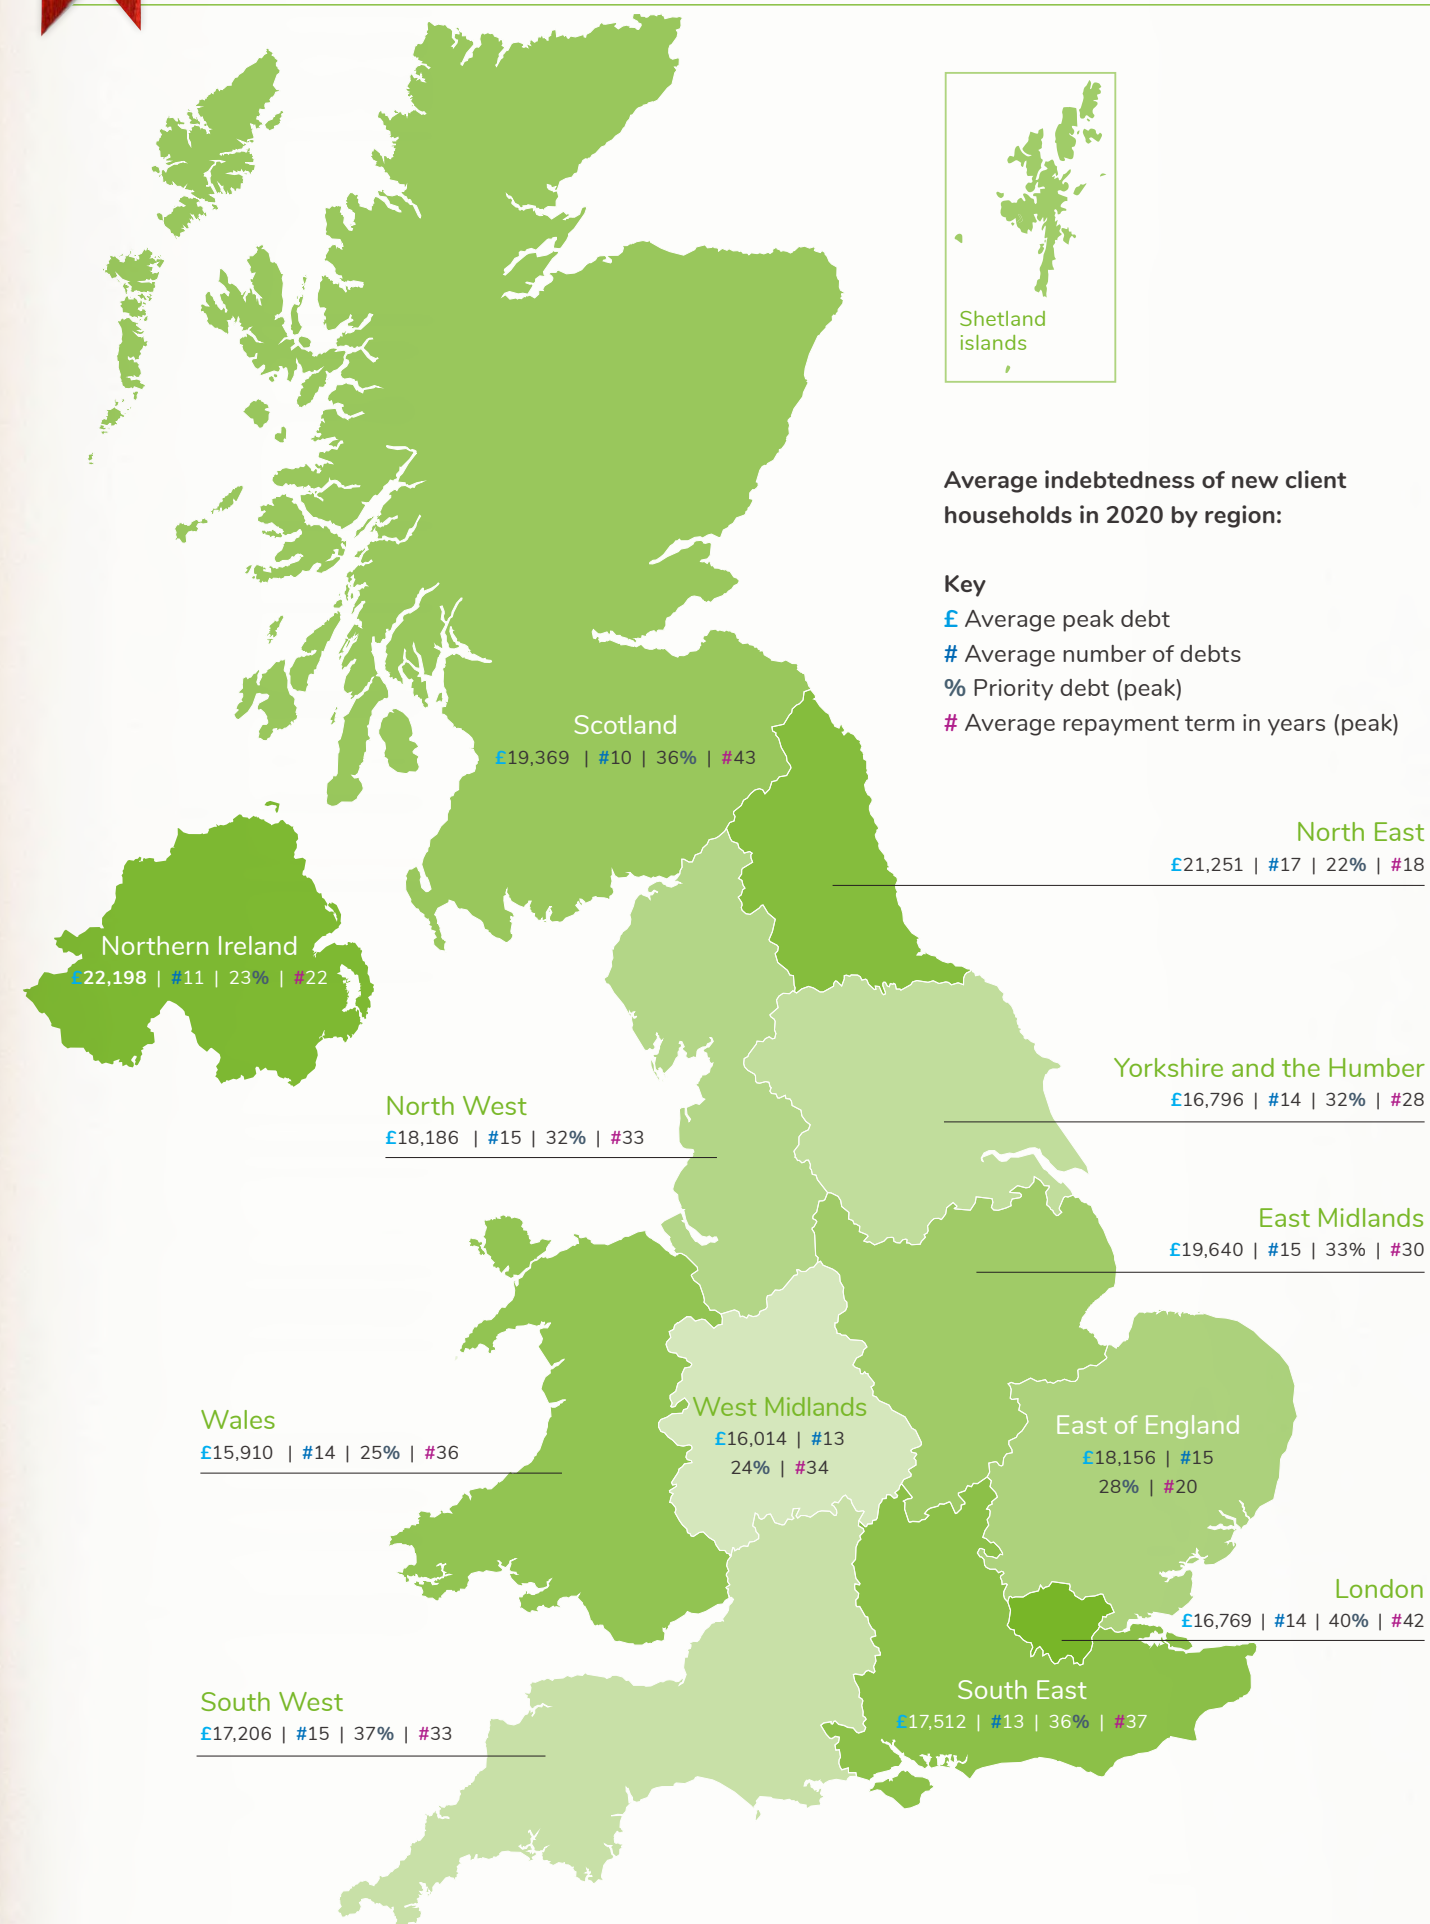 Shetland
islands
Average indebtedness of new client
households in 2020 by region:
Key
£ Average peak debt
# Average number of debts
% Priority debt (peak)
# Average repayment term in years (peak)
Scotland
£19,369 | #10 | 36% | #43
North East
£21,251 | #17 | 22% | #18
Northern Ireland
£22,198 | #11 | 23% | #22
Yorkshire and the Humber
£16,796 | #14 | 32% | #28
North West
£18,186 | #15 | 32% | #33
East Midlands
£19,640 | #15 | 33% | #30
West Midlands
£16,014 | #13
24% | #34
Wales
£15,910 | #14 | 25% | #36
East of England
£18,156 | #15
28% | #20
London
£16,769 | #14 | 40% | #42
South East
£17,512 | #13 | 36% | #37
South West
£17,206 | #15 | 37% | #33